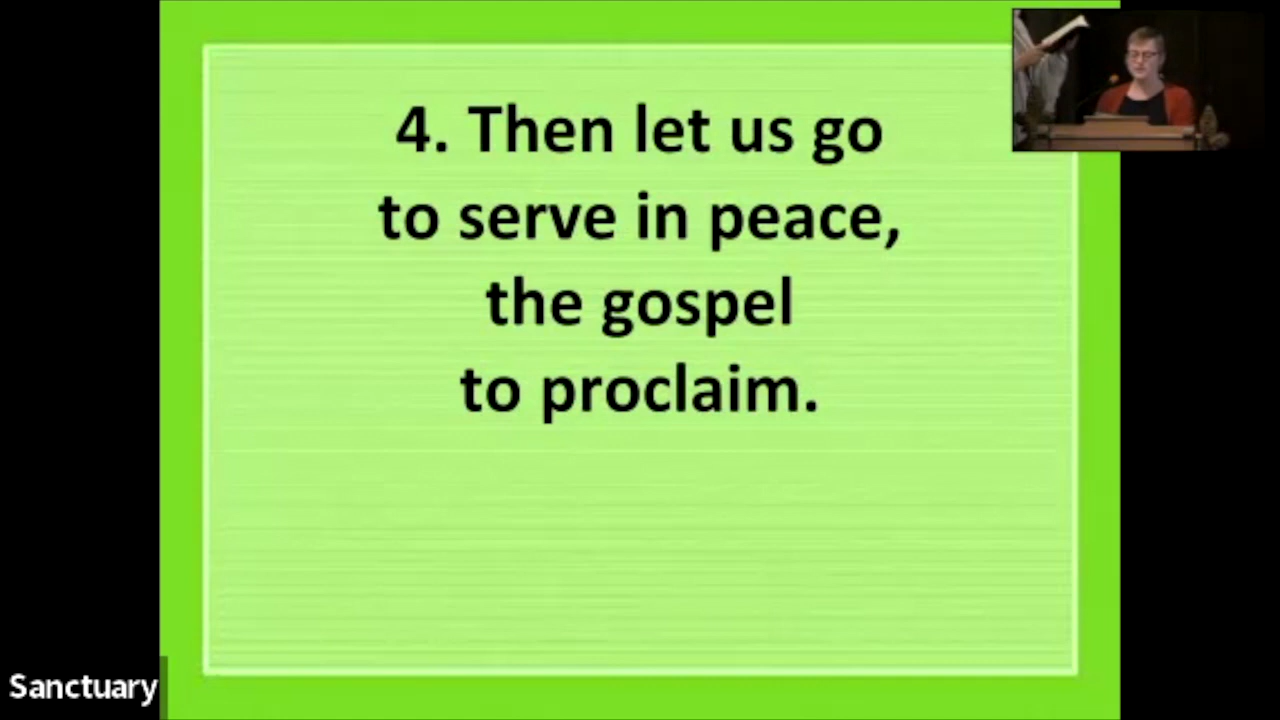 4. Then let us go
to serve in peace,
the gospel
to proclaim.
Sanctuary